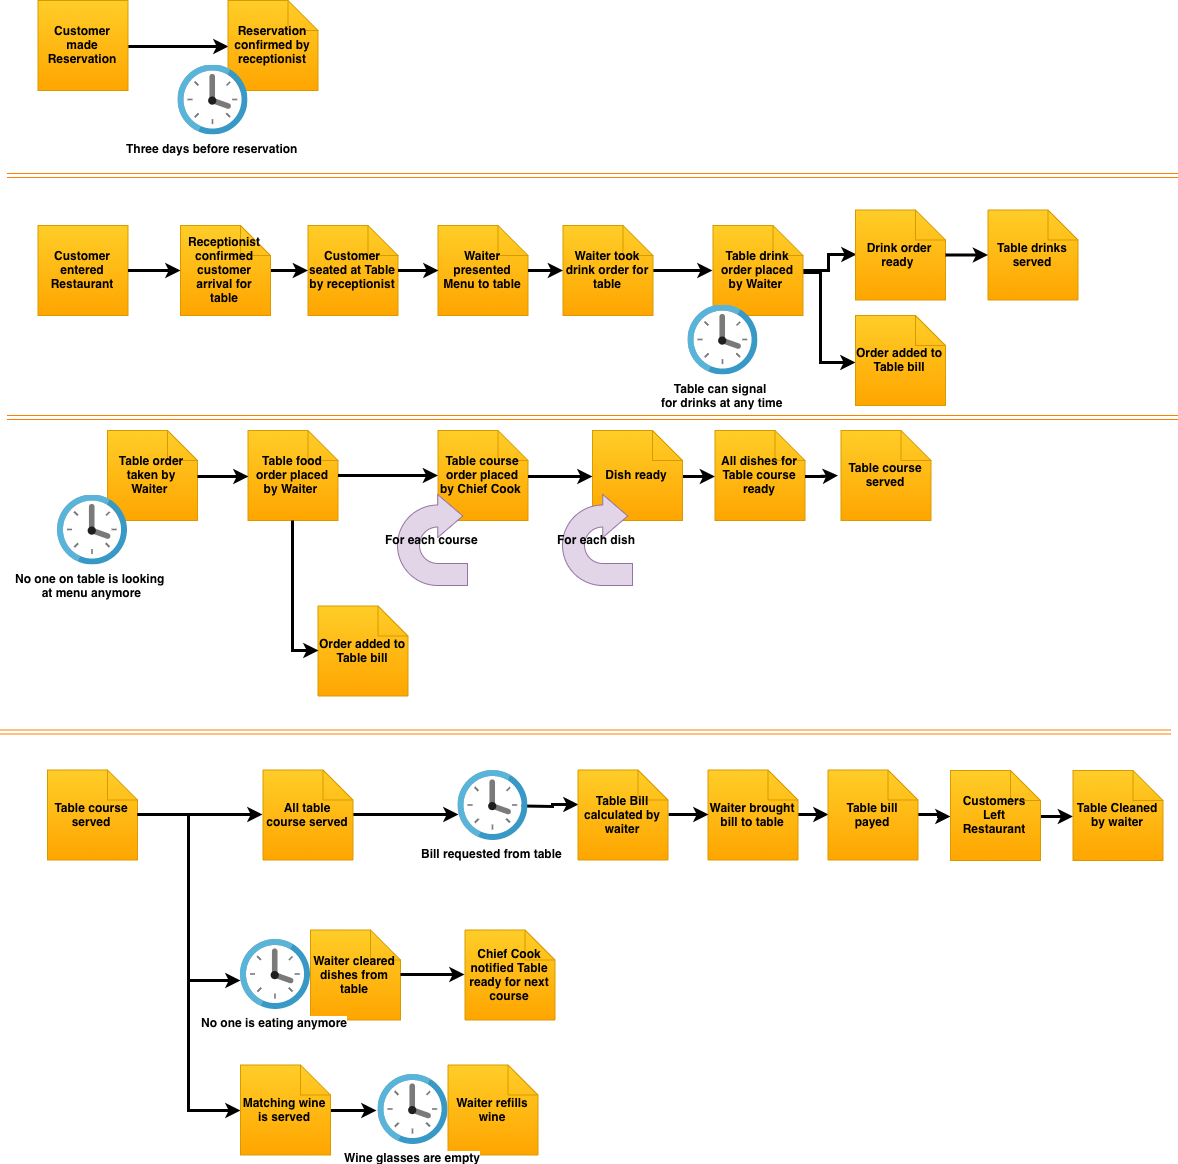 Customer
made
Reservation
Reservation
confirmed by
receptionist
Three days before reservation
Customer
entered
Restaurant
Receptionist
confirmed
customer
arrival for
table
Customer
seated at Table
by receptionist
Waiter
presented
Menu to table
Waiter took
drink order for
table
Table drink
order placed
by Waiter
Drink order
ready
Table drinks
served
Order added to
Table bill
Table can signal
for drinks at any time
Table order
taken by
Waiter
Table food
order placed
by Waiter
Table course
order placed
by Chief Cook
Dish ready
All dishes for
Table course
ready
Table course
served
For each course
For each dish
No one on table is looking
at menu anymore
Order added to
Table bill
Table course
served
All table
course served
Bill requested from table
Table Bill
calculated by
waiter
Waiter brought
bill to table
Table bill
payed
Customers
Left
Restaurant
Table Cleaned
by waiter
No one is eating anymore
Waiter cleared
dishes from
table
Chief Cook
notified Table
ready for next
course
Matching wine
is served
Wine glasses are empty
Waiter refills
wine